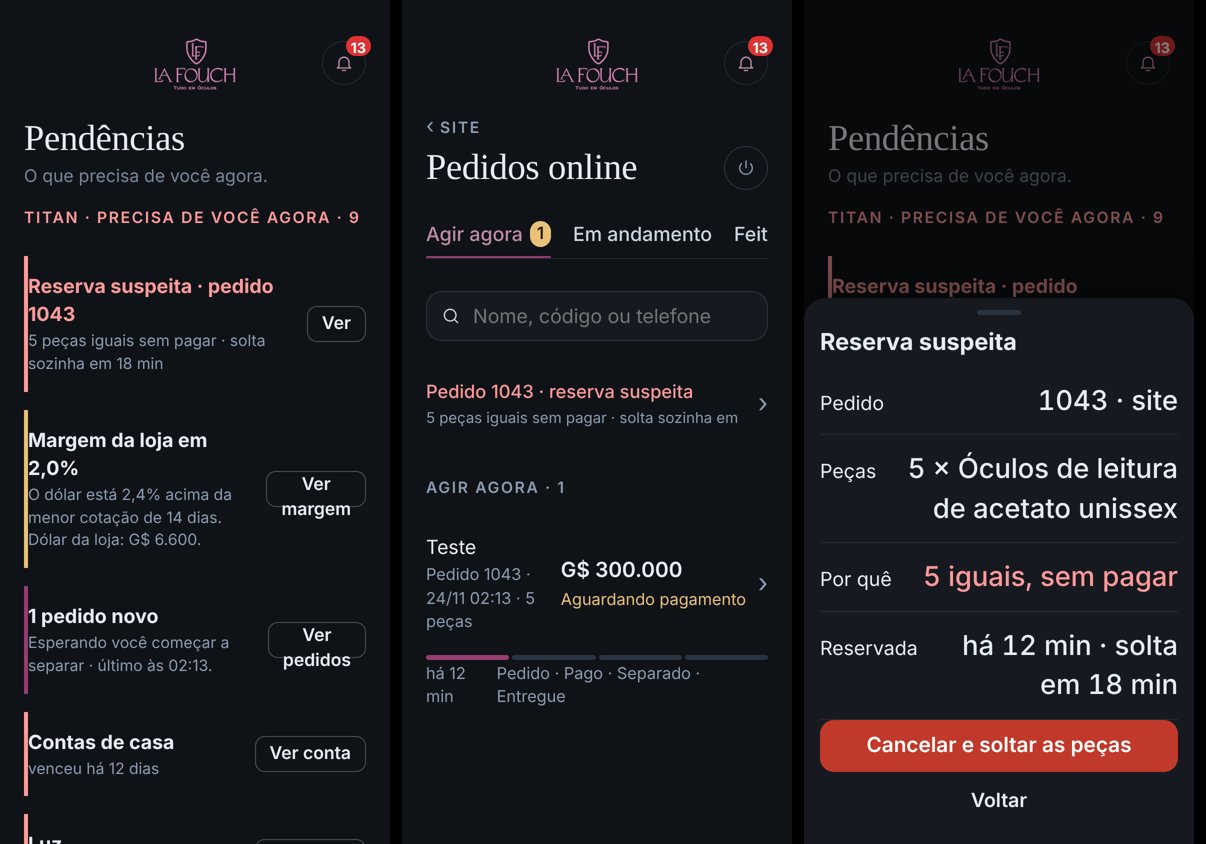 LA FOUCH
TUDO EM ÓCULOS
13
Pendências
O que precisa de você agora.
TITAN · PRECISA DE VOCÊ AGORA · 9
Reserva suspeita · pedido
1043
5 peças iguais sem pagar · solta
sozinha em 18 min
Ver
Margem da loja em
2,0%
O dólar está 2,4% acima da
menor cotação de 14 dias.
Dólar da loja: G$ 6.600.
Ver
margem
1 pedido novo
Esperando você começar a
separar · último às 02:13.
Ver
pedidos
Contas de casa
venceu há 12 dias
Ver conta
Luz
LA FOUCH
TUDO EM ÓCULOS
13
SITE
Pedidos online
Agir agora 1
Em andamento
Feit
Nome, código ou telefone
Pedido 1043 · reserva suspeita
5 peças iguais sem pagar · solta sozinha em
AGIR AGORA · 1
Teste
Pedido 1043 ·
24/11 02:13 · 5
peças
G$ 300.000
Aguardando pagamento
há 12
min
Pedido · Pago · Separado ·
Entregue
LA FOUCH
TUDO EM ÓCULOS
13
Pendências
O que precisa de você agora.
TITAN · PRECISA DE VOCÊ AGORA · 9
Reserva suspeita · pedido
Reserva suspeita
Pedido
1043 · site
Peças
5 × Óculos de leitura
de acetato unissex
Por quê
5 iguais, sem pagar
Reservada
há 12 min · solta
em 18 min
Cancelar e soltar as peças
Voltar